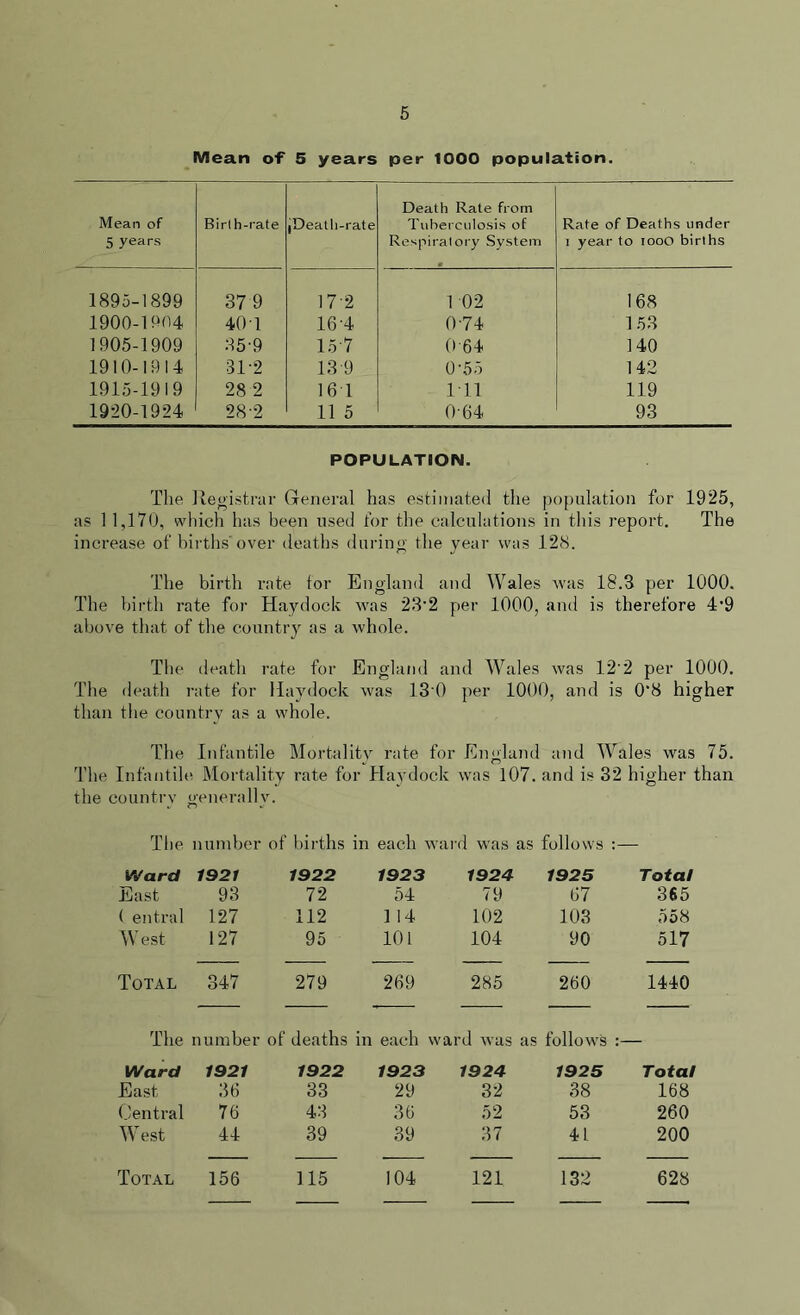 5
Mean of 5 years per 1000 population.
Mean of 5 years | Birth-rate | Death-rate | Death Rate from Tuberculosis of Respiratory System | Rate of Deaths under 1 year to 1000 births
1895-1899 37 9 17·2 1 02 168
1900-1904 40·1 16·4 0·74 153
1905-1909 35·9 15·7 0·64 140
1910-1914 31·2 13 9 0·55 142
1915-1919 28 2 16 1 1·11 119
1920-1924 28·2 11 5 0·64 93
POPULATION.
The Registrar General has estimated the population for 1925,
as 11,170, which has been used for the calculations in this report. The
increase of births over deaths during the year was 128.
The birth rate for England and Wales was 18.3 per 1000.
The birth rate for Haydock was 23·2 per 1000, and is therefore 4·9
above that of the country as a whole.
The death rate for England and Wales was 12·2 per 1000.
The death rate for Haydock was 13·0 per 1000, and is 0·8 higher
than the country as a whole.
The Infantile Mortality rate for England and Wales was 75.
The Infantile Mortality rate for Haydock was 107. and is 32 higher than
the country generally.
The number of births in each ward was as follows :—
Ward 1921 1922 1923 1924 1925 Total
East 93 72 54 79 67 365
Central 127 112 114 102 103 558
West 127 95 101 104 90 517
TOTAL 347 279 269 285 260 1440
The number of deaths in each ward was as follows :—
Ward 1921 1922 1923 1924 1925 Total
East 36 33 29 32 38 168
Central 76 43 36 52 53 260
West 44 39 39 37 41 200
TOTAL 156 115 104 121 132 628